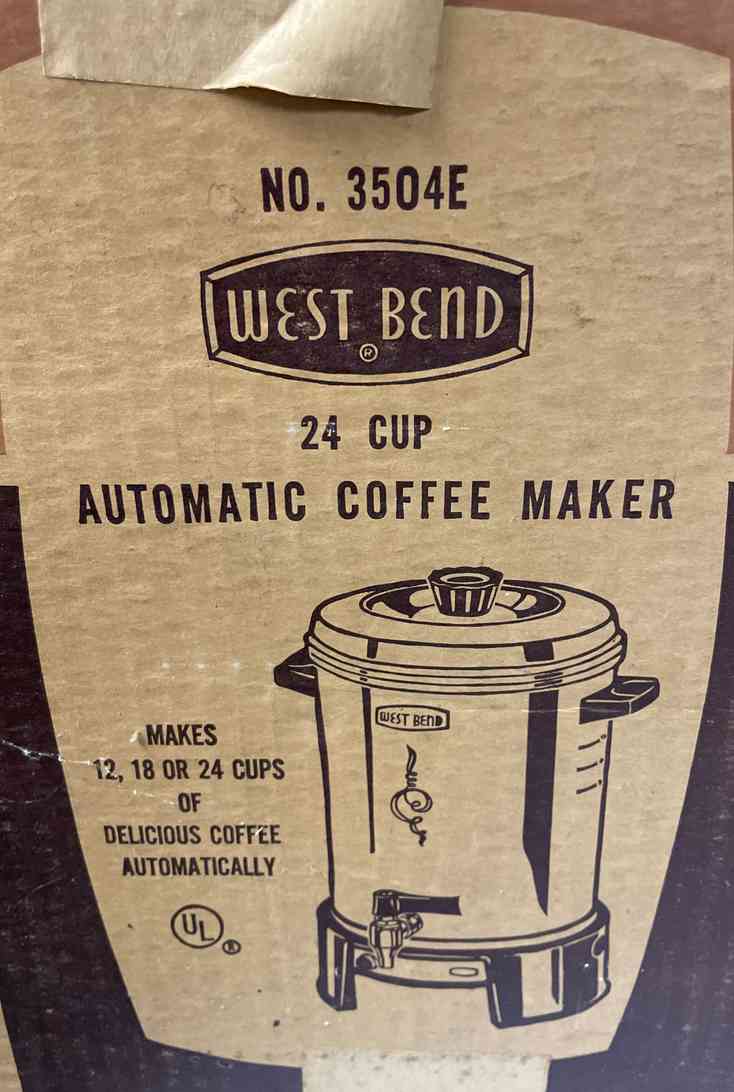 NO. 3504E
WEST BEND
®
24 CUP
AUTOMATIC COFFEE MAKER
WEST BEND
MAKES
12, 18 OR 24 CUPS
OF
DELICIOUS COFFEE
AUTOMATICALLY
UL
®